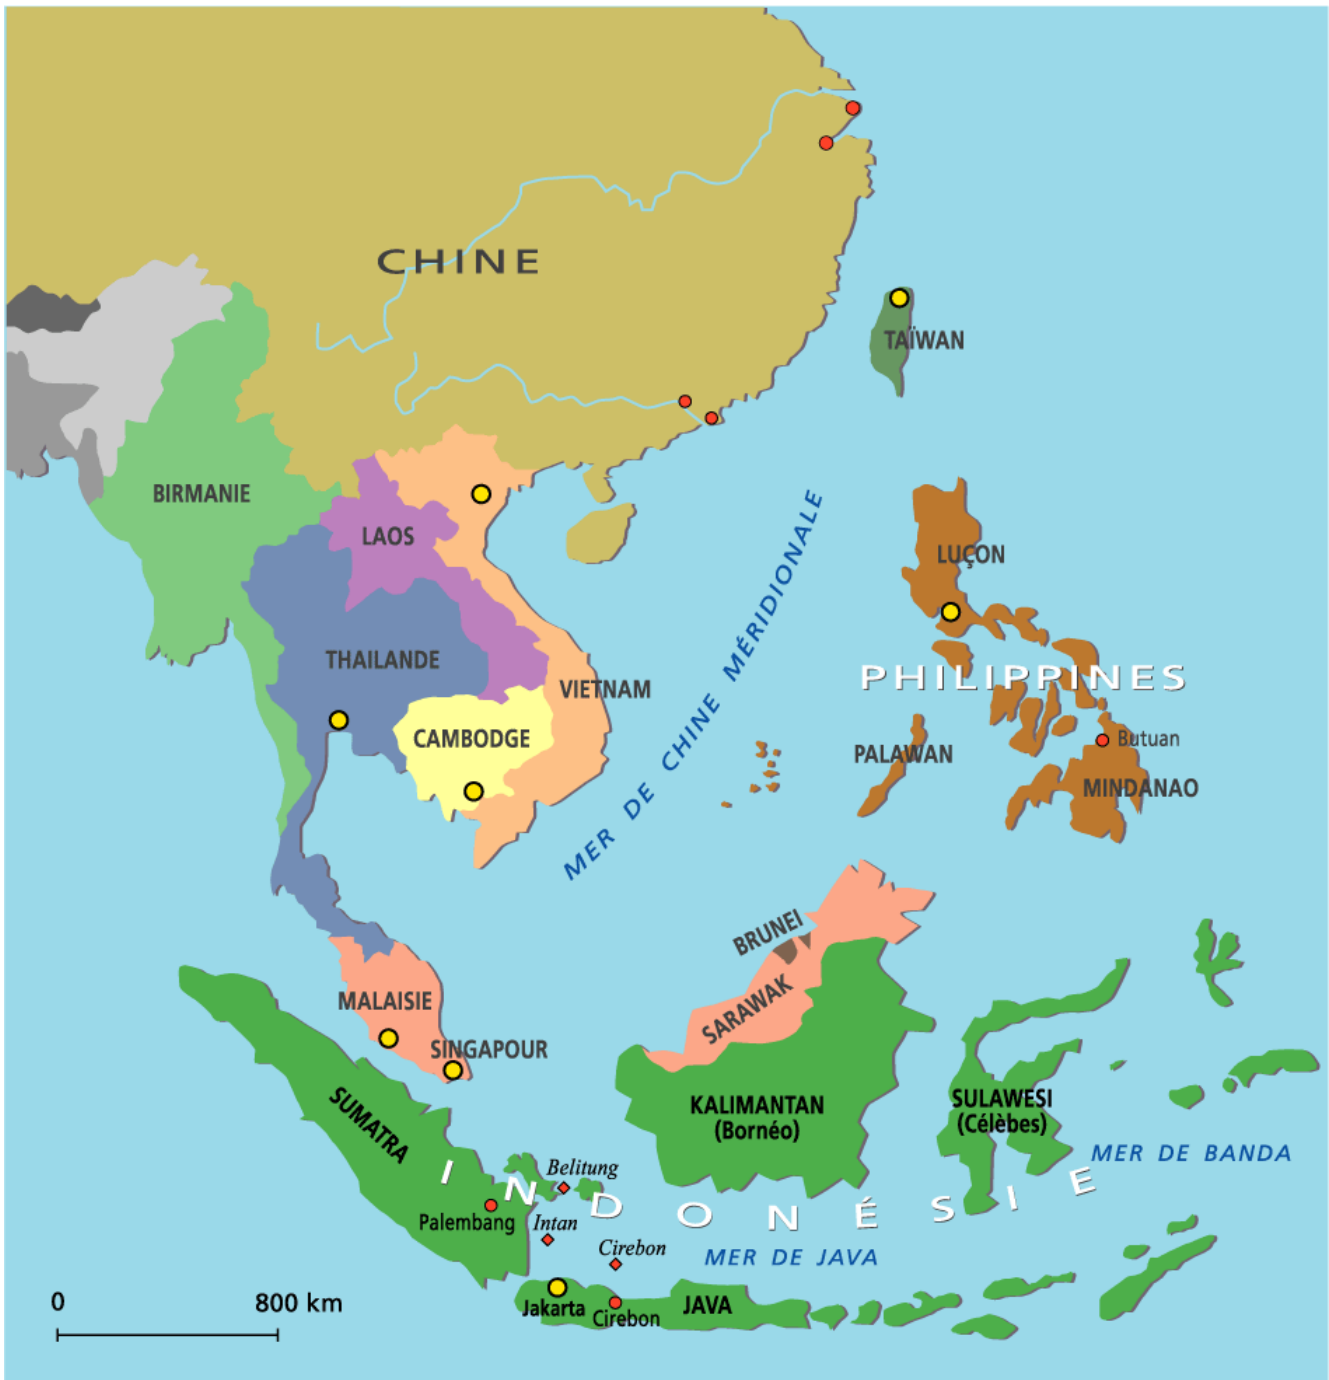 CHINE
TAÏWAN
BIRMANIE
LAOS
LUÇON
THAILANDE
VIETNAM
PHILIPPINES
CAMBODGE
MER DE CHINE MÉRIDIONALE
PALAWAN
Butuan
MINDANAO
BRUNEI
MALAISIE
SARAWAK
SINGAPOUR
SUMATRA
KALIMANTAN
(Bornéo)
SULAWESI
(Célèbes)
MER DE BANDA
INDONÉSIE
Belitung
Palembang
Intan
Cirebon
MER DE JAVA
0 800 km
Jakarta
Cirebon
JAVA